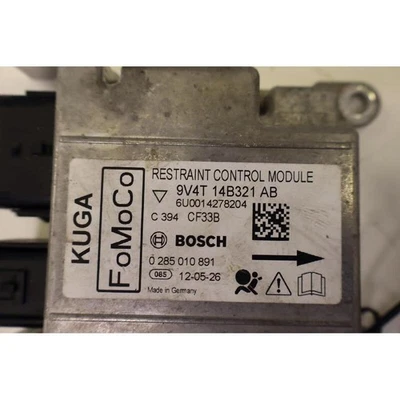 KUGA
FoMoCo
RESTRAINT CONTROL MODULE
9V4T 14B321 AB
6U0014278204
C 394 CF33B
BOSCH
0 285 010 891
085 12-05-26
Made in Germany